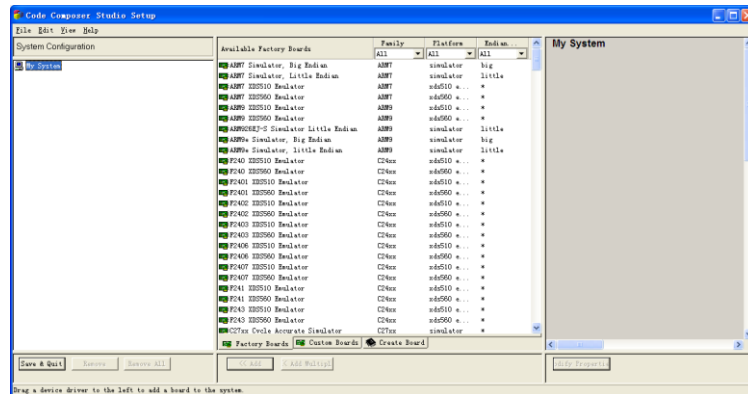 Code Composer Studio Setup
File Edit View Help
System Configuration
My System
Available Factory Boards Family Platform Endian...
All All All
ARM7 Simulator, Big Endian ARM7 simulator big
ARM7 Simulator, Little Endian ARM7 simulator little
ARM7 XDS510 Emulator ARM7 xds510 e... *
ARM7 XDS560 Emulator ARM7 xds560 e... *
ARM9 XDS510 Emulator ARM9 xds510 e... *
ARM9 XDS560 Emulator ARM9 xds560 e... *
ARM926EJ-S Simulator Little Endian ARM9 simulator little
ARM9e Simulator, Big Endian ARM9 simulator big
ARM9e Simulator, little Endian ARM9 simulator little
F240 XDS510 Emulator C24xx xds510 e... *
F240 XDS560 Emulator C24xx xds560 e... *
F2401 XDS510 Emulator C24xx xds510 e... *
F2401 XDS560 Emulator C24xx xds560 e... *
F2402 XDS510 Emulator C24xx xds510 e... *
F2402 XDS560 Emulator C24xx xds560 e... *
F2403 XDS510 Emulator C24xx xds510 e... *
F2403 XDS560 Emulator C24xx xds560 e... *
F2406 XDS510 Emulator C24xx xds510 e... *
F2406 XDS560 Emulator C24xx xds560 e... *
F2407 XDS510 Emulator C24xx xds510 e... *
F2407 XDS560 Emulator C24xx xds560 e... *
F241 XDS510 Emulator C24xx xds510 e... *
F241 XDS560 Emulator C24xx xds560 e... *
F243 XDS510 Emulator C24xx xds510 e... *
F243 XDS560 Emulator C24xx xds560 e... *
C27xx Cycle Accurate Simulator C27xx simulator *
Factory Boards Custom Boards Create Board
My System
Save & Quit Remove Remove All << Add < Add Multipl
Drag a device driver to the left to add a board to the system.